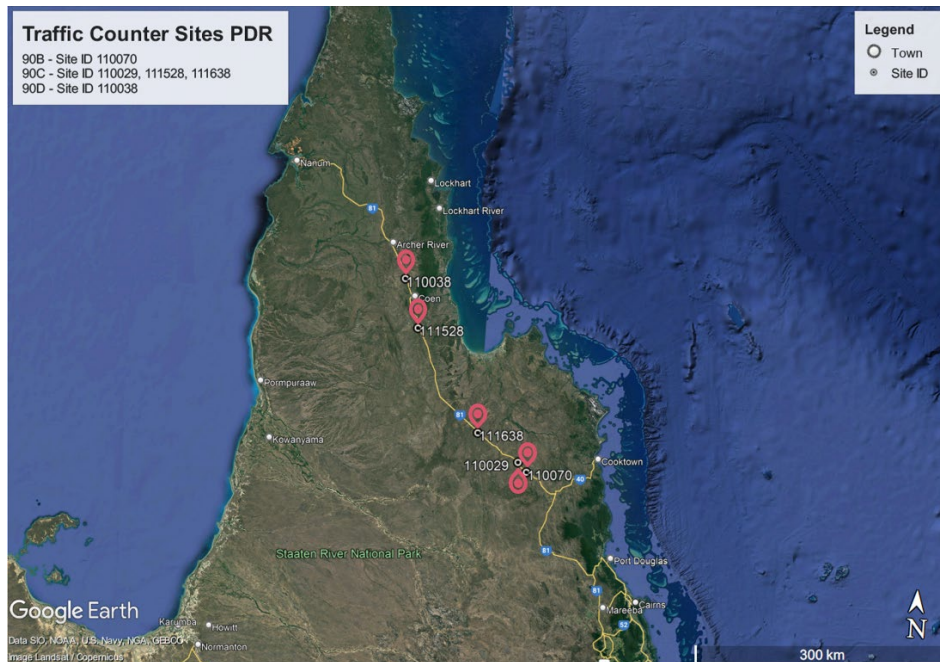 Traffic Counter Sites PDR
90B - Site ID 110070
90C - Site ID 110029, 111528, 111638
90D - Site ID 110038
Legend
Town
Site ID
Nanum
Lockhart
81
Lockhart River
Archer River
110038
Coen
111528
Pormpuraaw
81
111638
Kowanyama
110029
110070
Cooktown
40
81
Staaten River National Park
Port Douglas
81
Cairns
Mareeba
52
Google Earth
Karumba
Howitt
Normanton
Data SIO, NOAA, U.S. Navy, NGA, GEBCO
Image Landsat / Copernicus
N
300 km